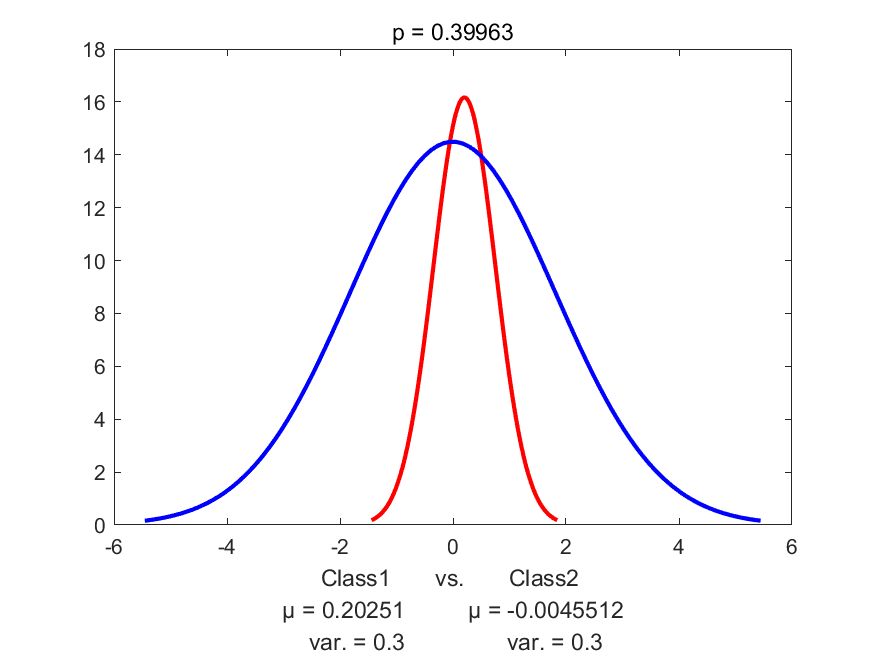 p = 0.39963
18
16
14
12
10
8
6
4
2
0
-6 -4 -2 0 2 4 6
Class1 vs. Class2
μ = 0.20251 μ = -0.0045512
var. = 0.3 var. = 0.3